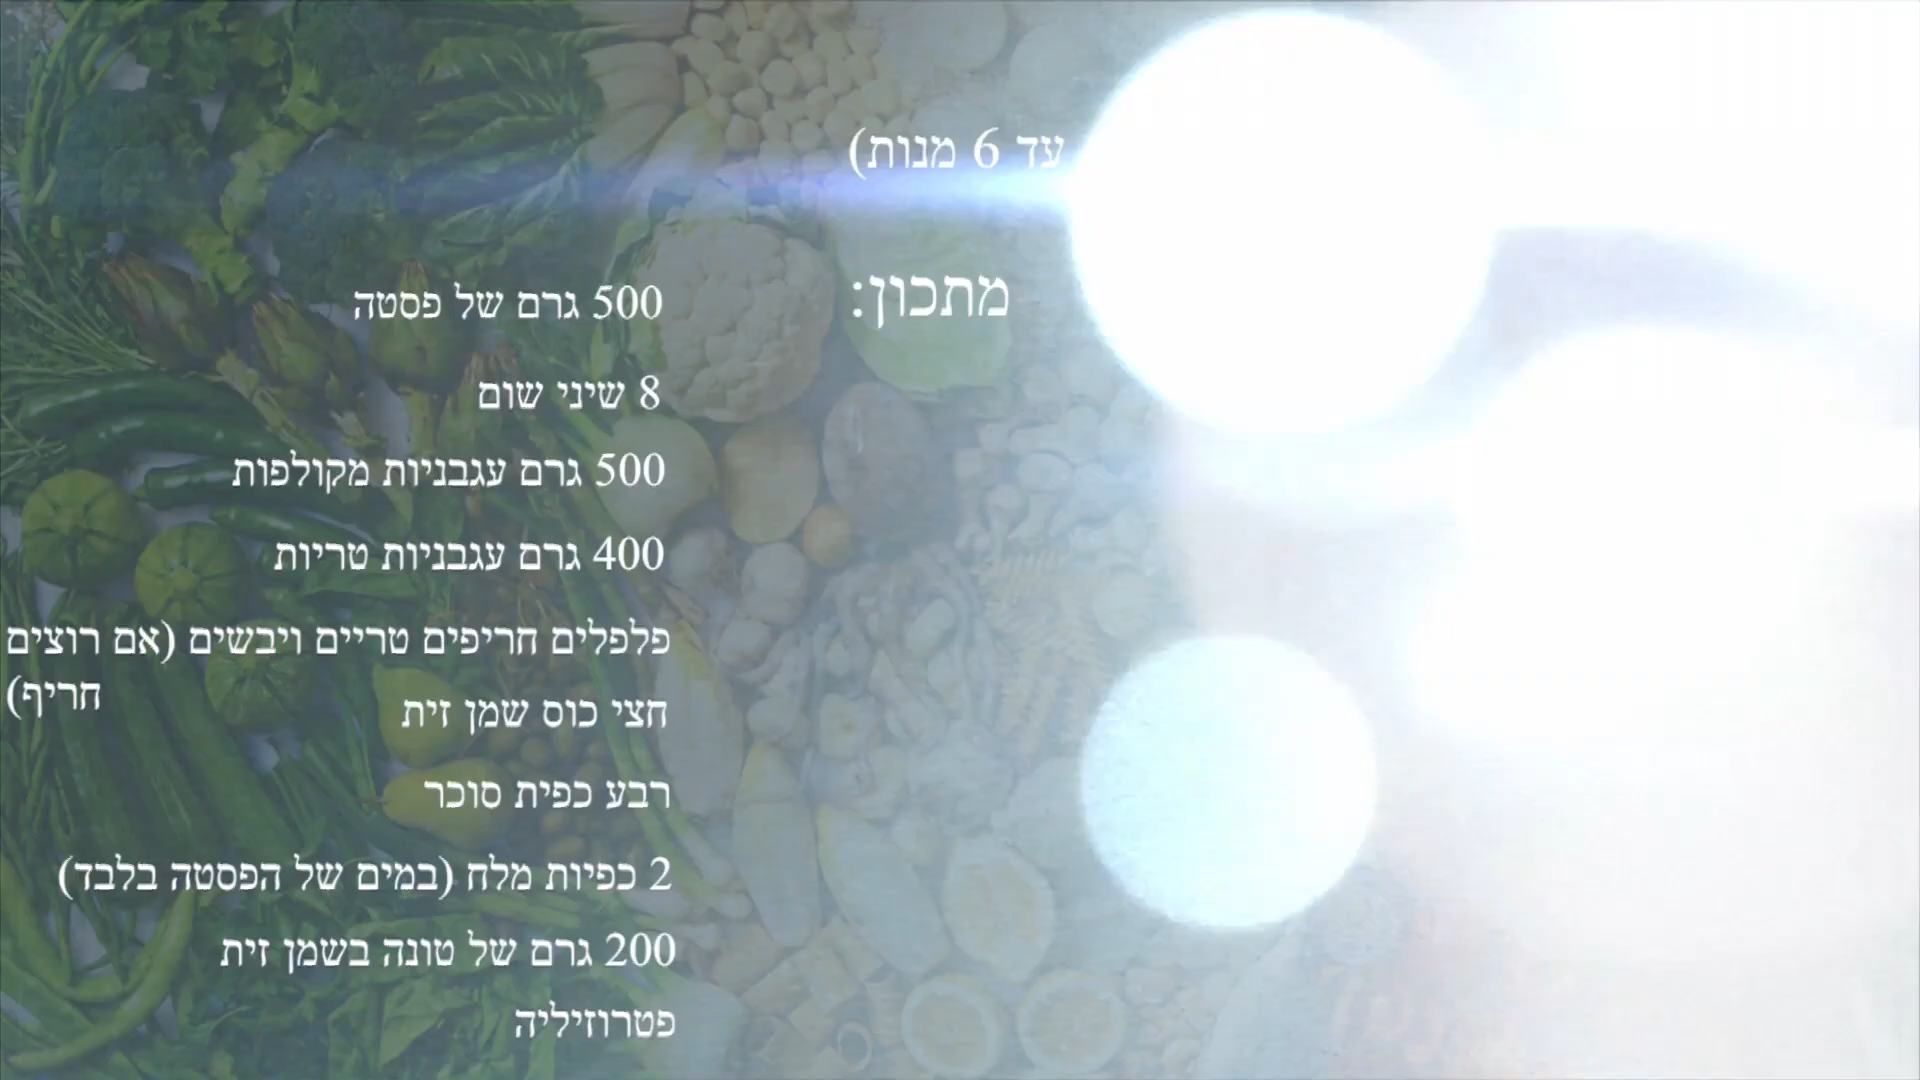 עד 6 מנות)
מתכון:
500 גרם של פסטה
8 שיני שום
500 גרם עגבניות מקולפות
400 גרם עגבניות טריות
פלפלים חריפים טריים ויבשים (אם רוצים
חריף)
חצי כוס שמן זית
רבע כפית סוכר
2 כפיות מלח (במים של הפסטה בלבד)
200 גרם של טונה בשמן זית
פטרוזיליה